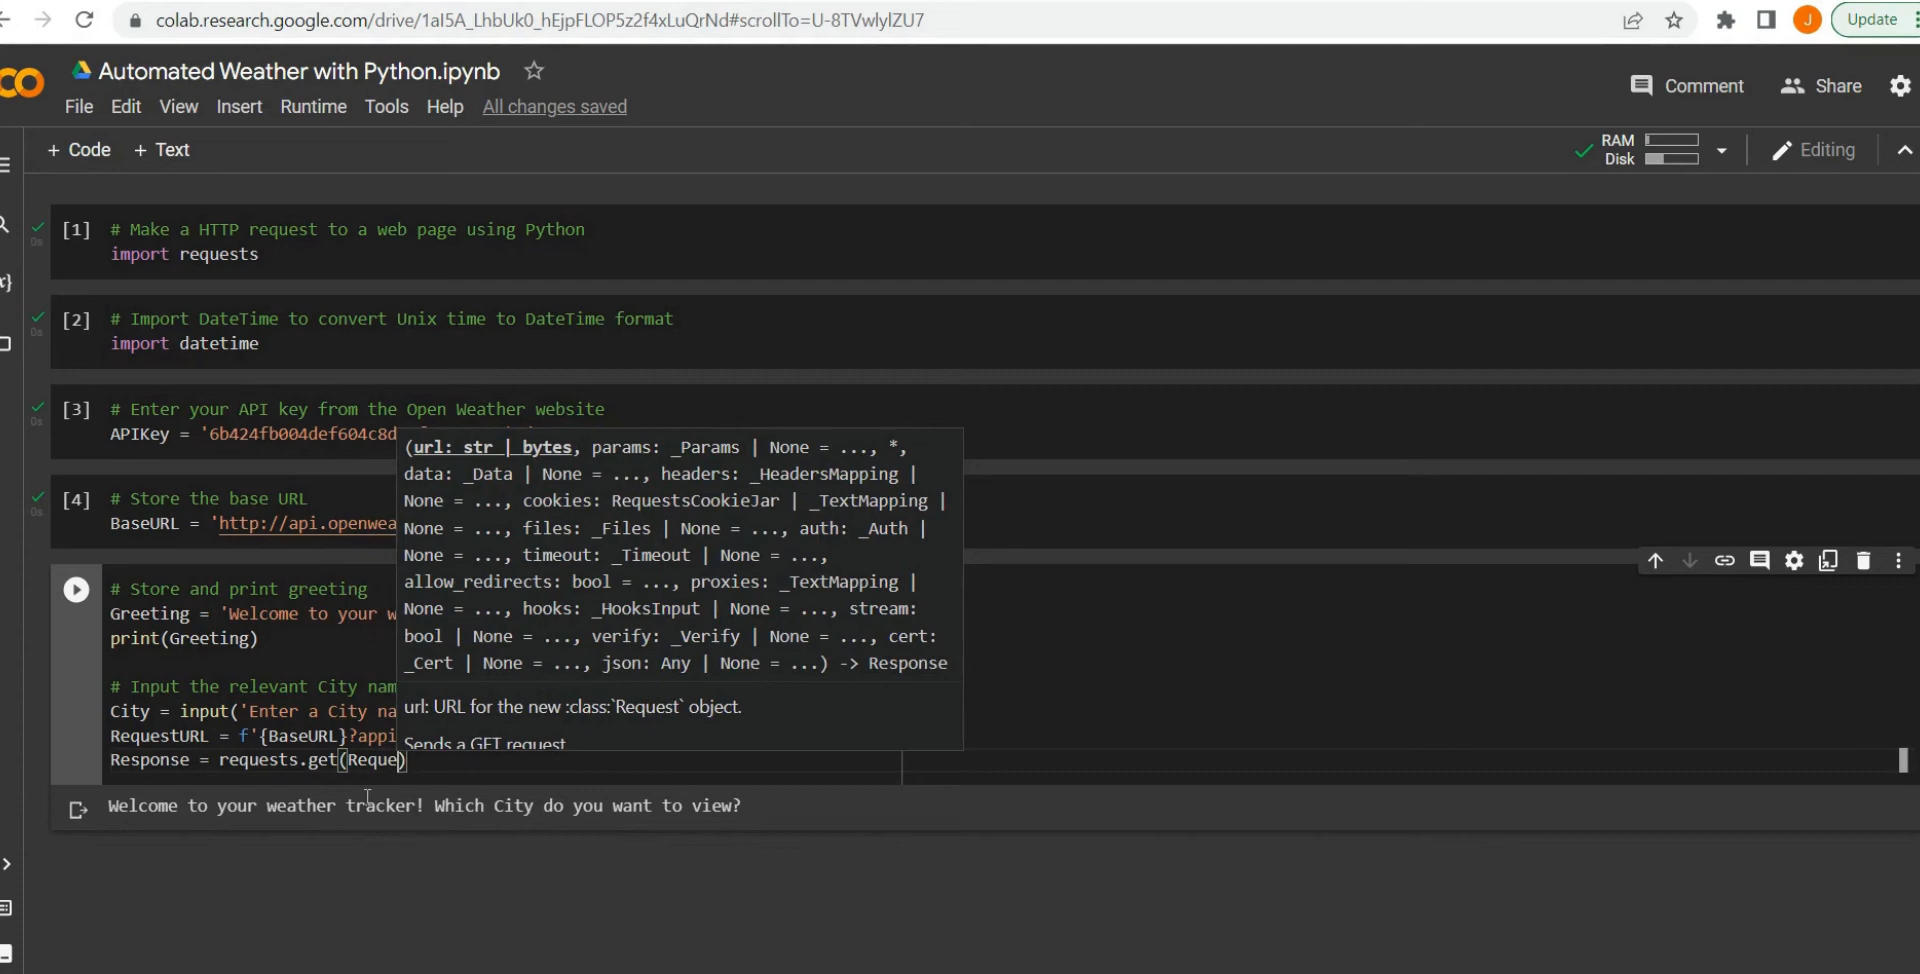 colab.research.google.com/drive/1aI5A_LhbUk0_hEjpFLOP5z2f4xLuQrNd#scrollTo=U-8TVwlylZU7
J
Update
Automated Weather with Python.ipynb
File Edit View Insert Runtime Tools Help All changes saved
Comment Share
+ Code + Text
RAM
Disk
Editing
[1] # Make a HTTP request to a web page using Python
0s
import requests
[2] # Import DateTime to convert Unix time to DateTime format
0s
import datetime
[3] # Enter your API key from the Open Weather website
0s
APIKey = '6b424fb004def604c8d
[4] # Store the base URL
0s
BaseURL = 'http://api.openwea
(url: str | bytes, params: _Params | None = ..., *,
data: _Data | None = ..., headers: _HeadersMapping |
None = ..., cookies: RequestsCookieJar | _TextMapping |
None = ..., files: _Files | None = ..., auth: _Auth |
None = ..., timeout: _Timeout | None = ...,
allow_redirects: bool = ..., proxies: _TextMapping |
None = ..., hooks: _HooksInput | None = ..., stream:
bool | None = ..., verify: _Verify | None = ..., cert:
_Cert | None = ..., json: Any | None = ...) -> Response
url: URL for the new :class:`Request` object.
Sends a GET request
# Store and print greeting
Greeting = 'Welcome to your w
print(Greeting)
# Input the relevant City nam
City = input('Enter a City na
RequestURL = f'{BaseURL}?appi
Response = requests.get(Reque)
Welcome to your weather tracker! Which City do you want to view?